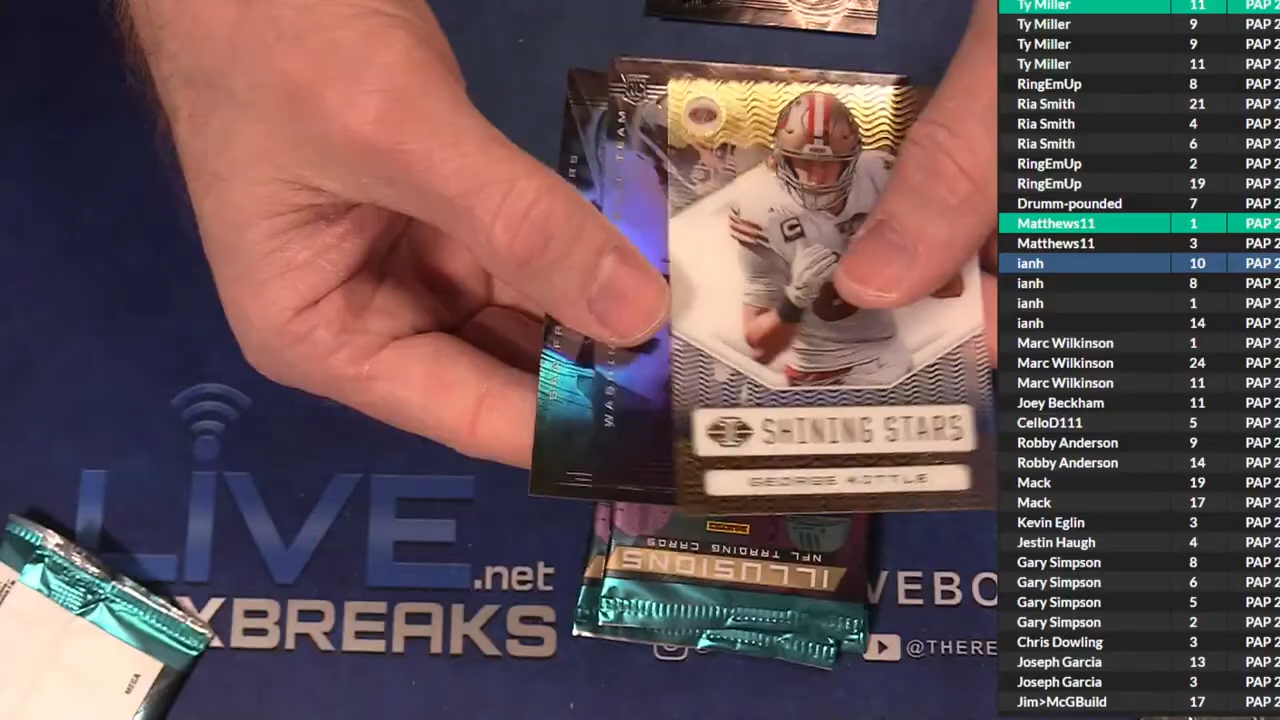 SHINING STARS
GEORGE KITTLE
ILLUSIONS
NFL TRADING CARDS
MEGA
LIVE
.net
XBREAKS
VEBO
@THERE
Ty Miller 11 PAP 2
Ty Miller 9 PAP 2
Ty Miller 9 PAP 2
Ty Miller 11 PAP 2
RingEmUp 8 PAP 2
Ria Smith 21 PAP 2
Ria Smith 4 PAP 2
Ria Smith 6 PAP 2
RingEmUp 2 PAP 2
RingEmUp 19 PAP 2
Drumm-pounded 7 PAP 2
Matthews11 1 PAP 2
Matthews11 3 PAP 2
ianh 10 PAP 2
ianh 8 PAP 2
ianh 1 PAP 2
ianh 14 PAP 2
Marc Wilkinson 1 PAP 2
Marc Wilkinson 24 PAP 2
Marc Wilkinson 11 PAP 2
Joey Beckham 11 PAP 2
CelloD111 5 PAP 2
Robby Anderson 9 PAP 2
Robby Anderson 14 PAP 2
Mack 19 PAP 2
Mack 17 PAP 2
Kevin Eglin 3 PAP 2
Jestin Haugh 4 PAP 2
Gary Simpson 8 PAP 2
Gary Simpson 6 PAP 2
Gary Simpson 5 PAP 2
Gary Simpson 2 PAP 2
Chris Dowling 3 PAP 2
Joseph Garcia 13 PAP 2
Joseph Garcia 3 PAP 2
Jim>McGBuild 17 PAP 2